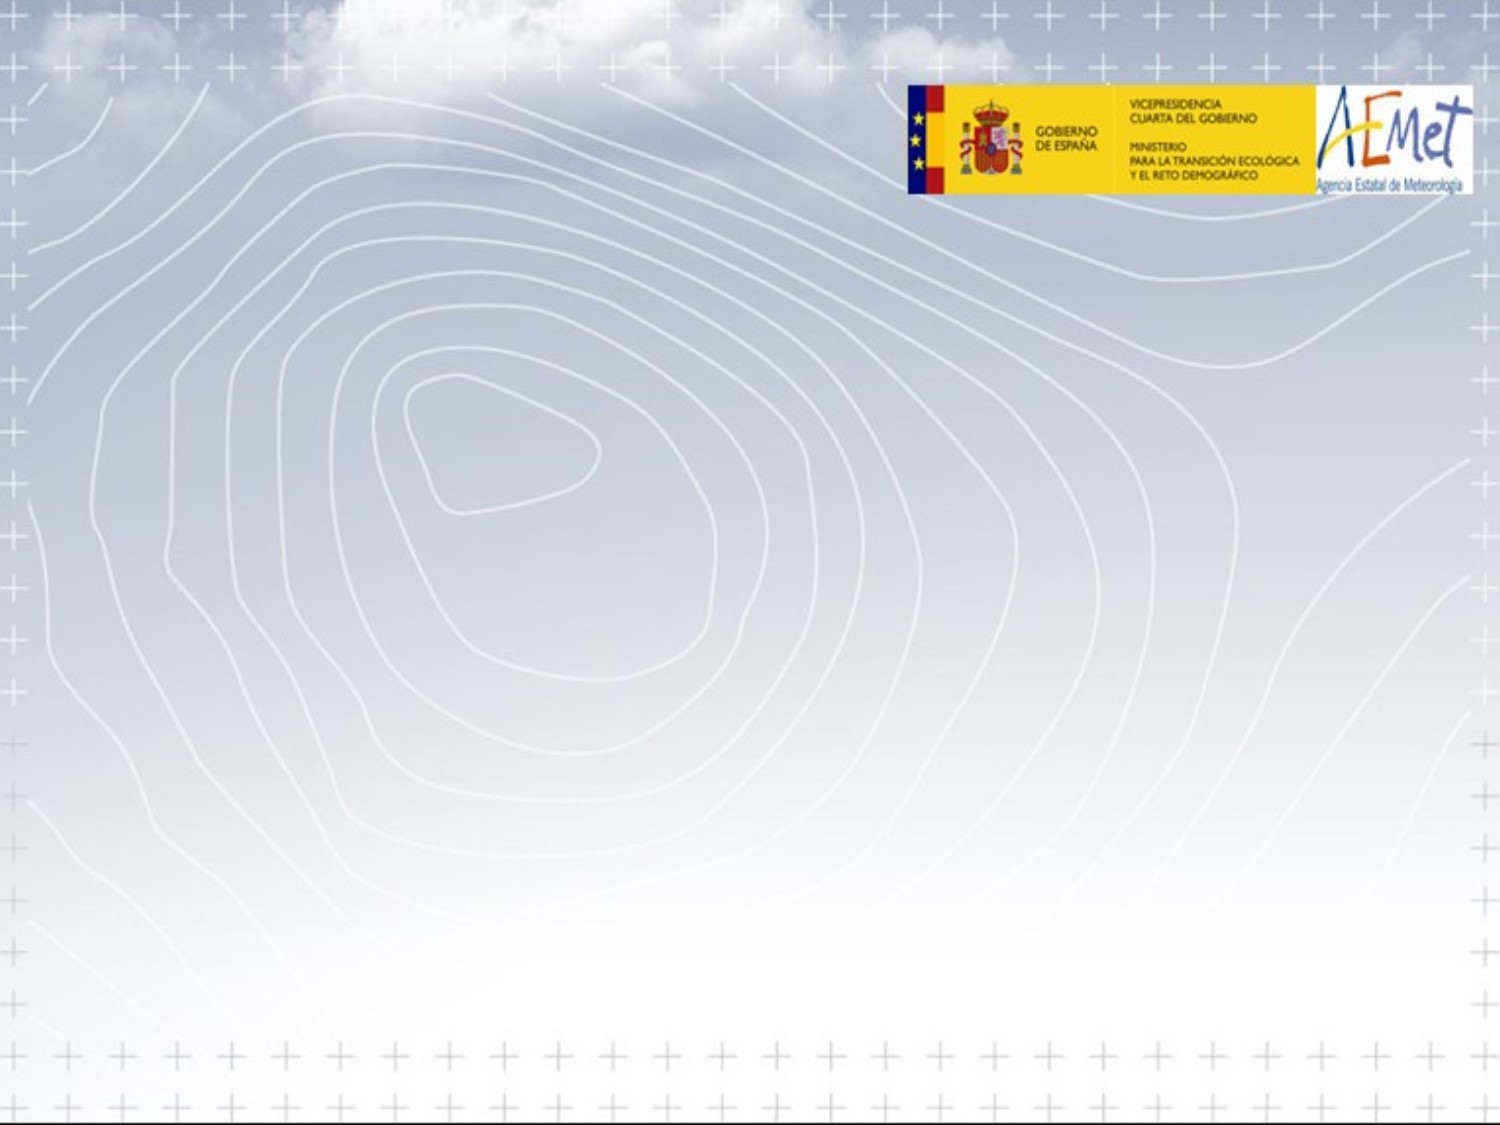 GOBIERNO
DE ESPAÑA
VICEPRESIDENCIA
CUARTA DEL GOBIERNO
MINISTERIO
PARA LA TRANSICIÓN ECOLÓGICA
Y EL RETO DEMOGRÁFICO
AEMet
Agencia Estatal de Meteorología